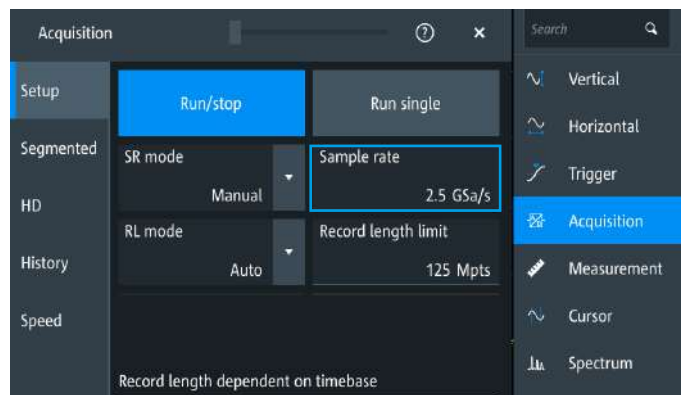 Acquisition
?
×
Setup
Segmented
HD
History
Speed
Run/stop
Run single
SR mode
Manual
Sample rate
2.5 GSa/s
RL mode
Auto
Record length limit
125 Mpts
Record length dependent on timebase
Search
Vertical
Horizontal
Trigger
Acquisition
Measurement
Cursor
Spectrum